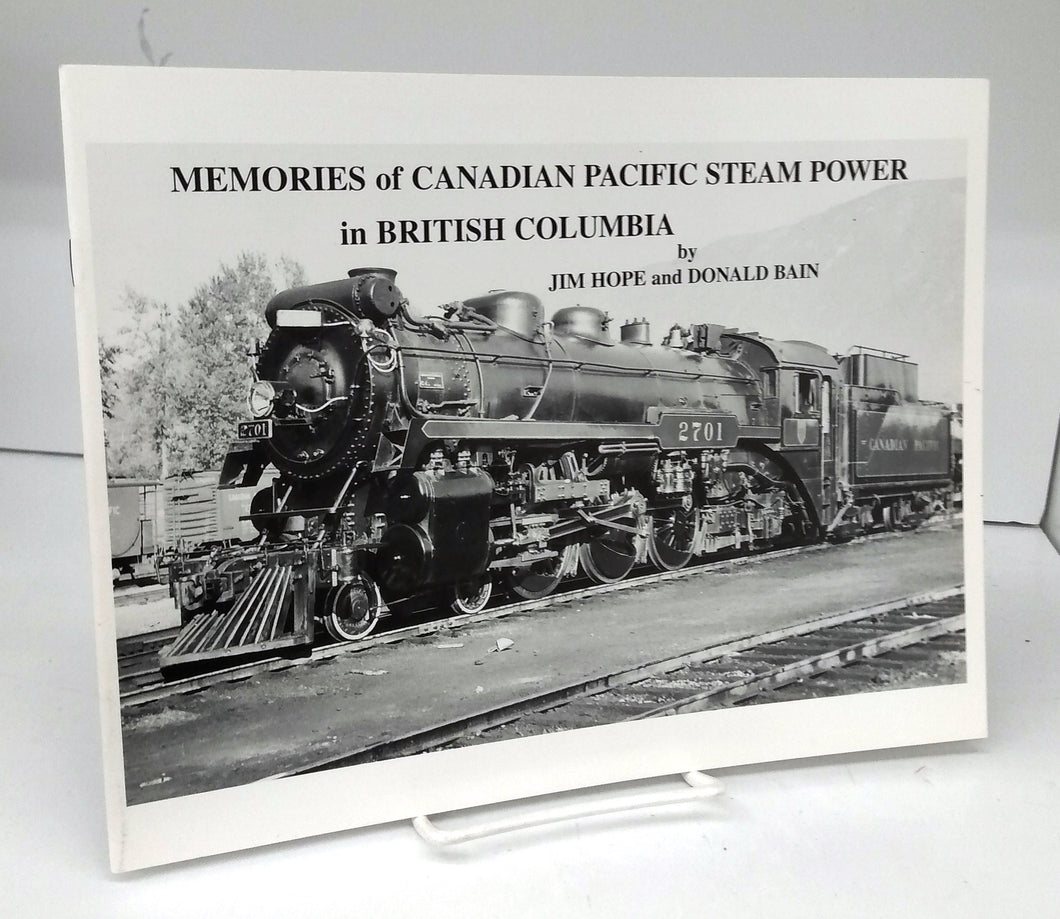 MEMORIES of CANADIAN PACIFIC STEAM POWER
in BRITISH COLUMBIA
by
JIM HOPE and DONALD BAIN
2701
2701
CANADIAN PACIFIC